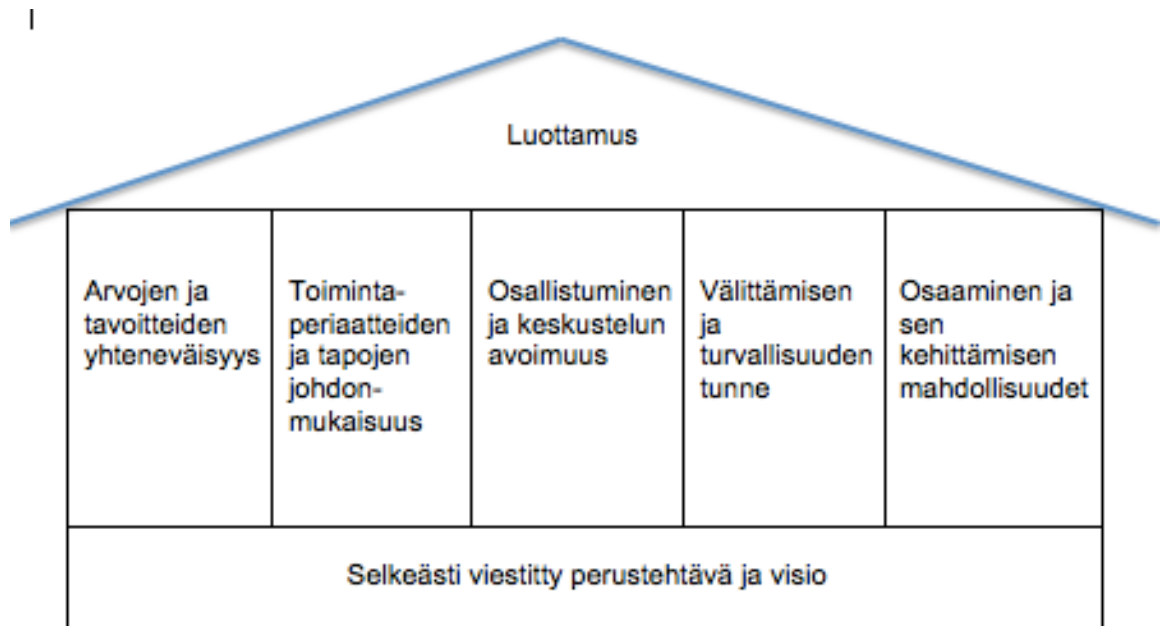 Luottamus
Arvojen ja
tavoitteiden
yhteneväisyys
Toiminta-
periaatteiden
ja tapojen
johdon-
mukaisuus
Osallistuminen
ja keskustelun
avoimuus
Välittämisen
ja
turvallisuuden
tunne
Osaaminen ja
sen
kehittämisen
mahdollisuudet
Selkeästi viestitty perustehtävä ja visio